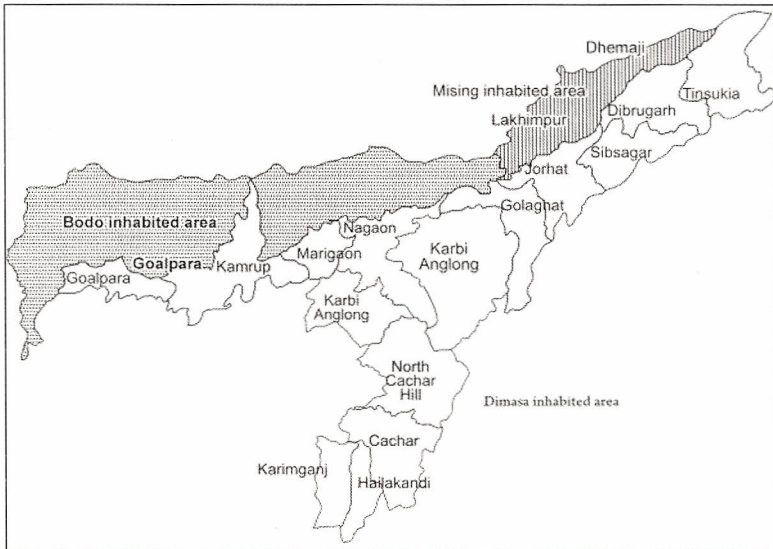 Dhemaji
Mising inhabited area
Tinsukia
Lakhimpur
Dibrugarh
Sibsagar
Jorhat
Golaghat
Bodo inhabited area
Nagaon
Goalpara
Marigaon
Karbi
Anglong
Kamrup
Goalpara
Karbi
Anglong
North
Cachar
Hill
Dimasa inhabited area
Cachar
Karimganj
Hailakandi